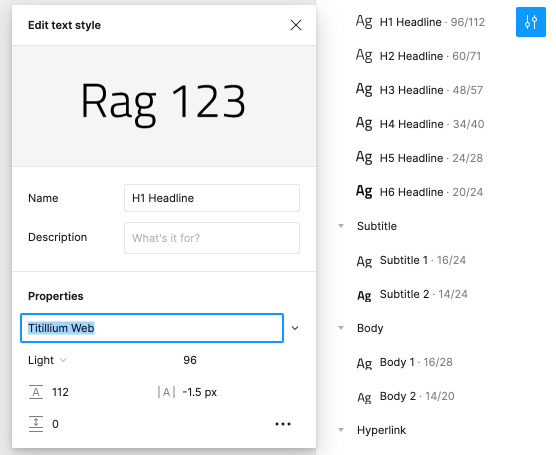 Edit text style
Rag 123
Name
H1 Headline
Description
What's it for?
Properties
Titillium Web
Light
96
A
112
|A|
-1.5 px
0
Ag H1 Headline · 96/112
Ag H2 Headline · 60/71
Ag H3 Headline · 48/57
Ag H4 Headline · 34/40
Ag H5 Headline · 24/28
Ag H6 Headline · 20/24
Subtitle
Ag Subtitle 1 · 16/24
Ag Subtitle 2 · 14/24
Body
Ag Body 1 · 16/28
Ag Body 2 · 14/20
Hyperlink